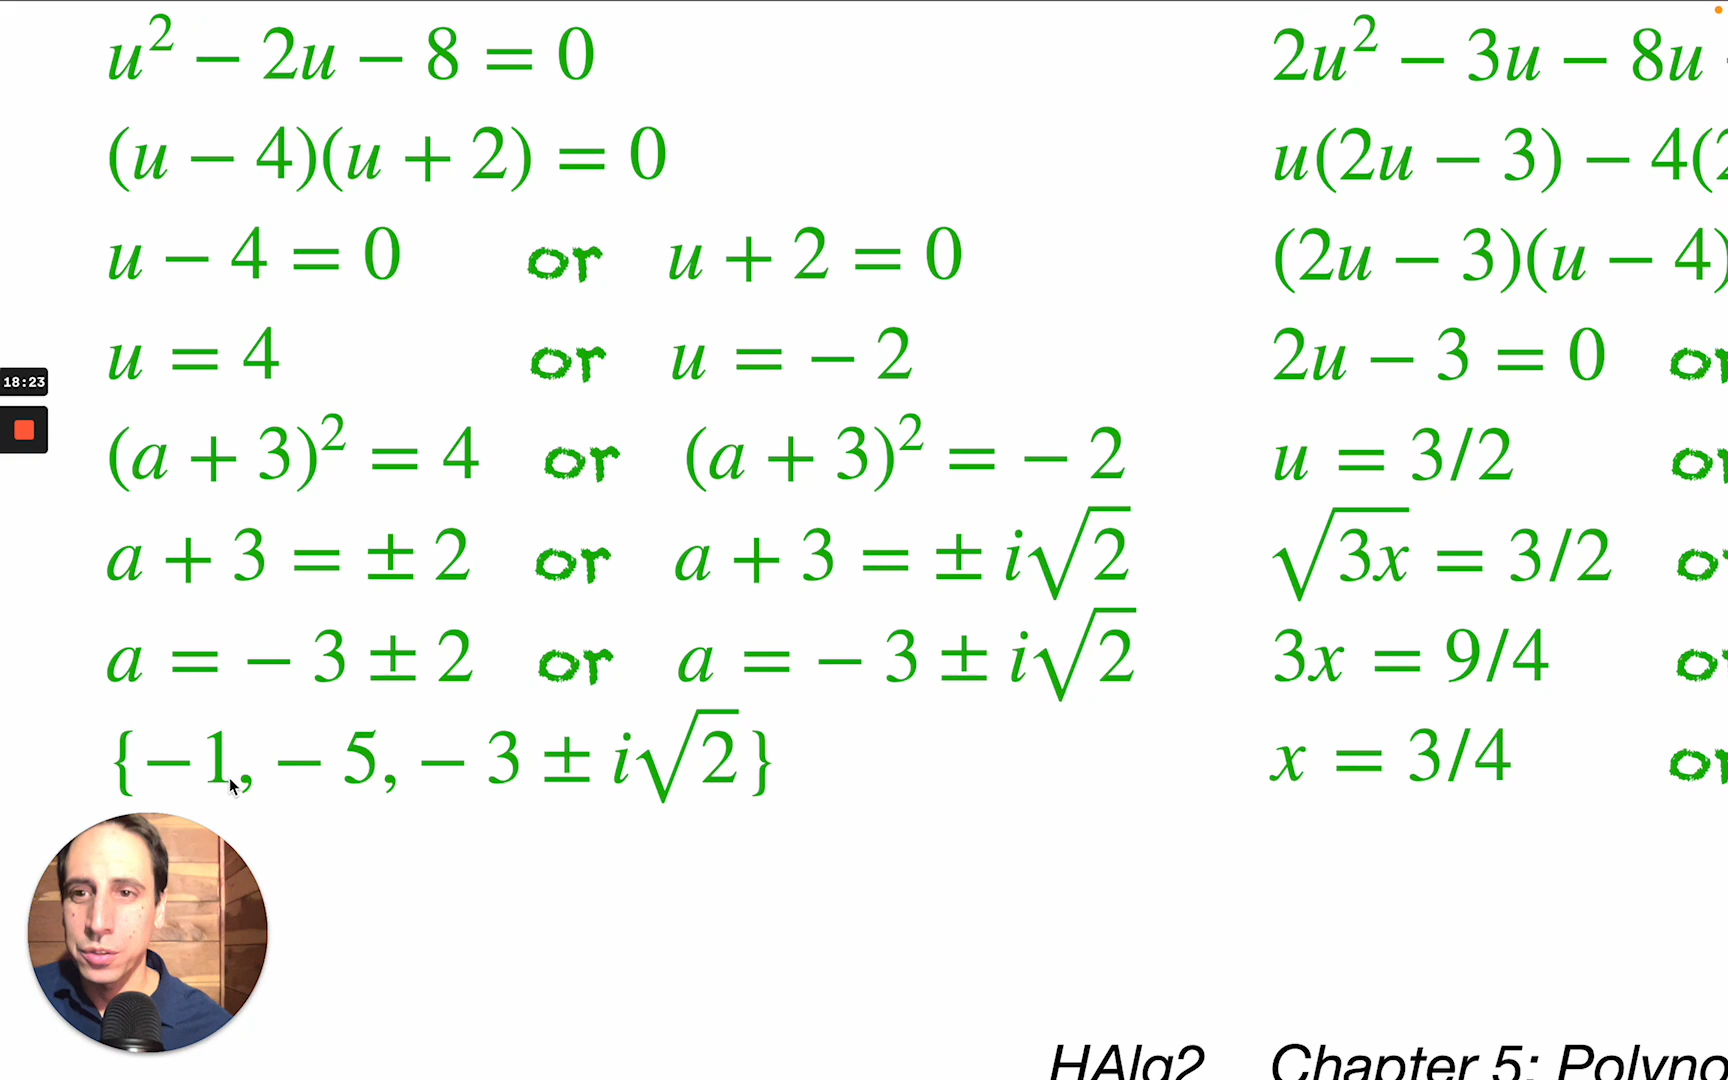 u² − 2u − 8 = 0
(u − 4)(u + 2) = 0
u − 4 = 0 or u + 2 = 0
u = 4 or u = − 2
(a + 3)² = 4 or (a + 3)² = − 2
a + 3 = ± 2 or a + 3 = ± i√2
a = − 3 ± 2 or a = − 3 ± i√2
{−1, − 5, − 3 ± i√2}
2u² − 3u − 8u
u(2u − 3) − 4(
(2u − 3)(u − 4)
2u − 3 = 0
u = 3/2
√3x = 3/2
3x = 9/4
x = 3/4
18:23
HAlg2 Chapter 5: